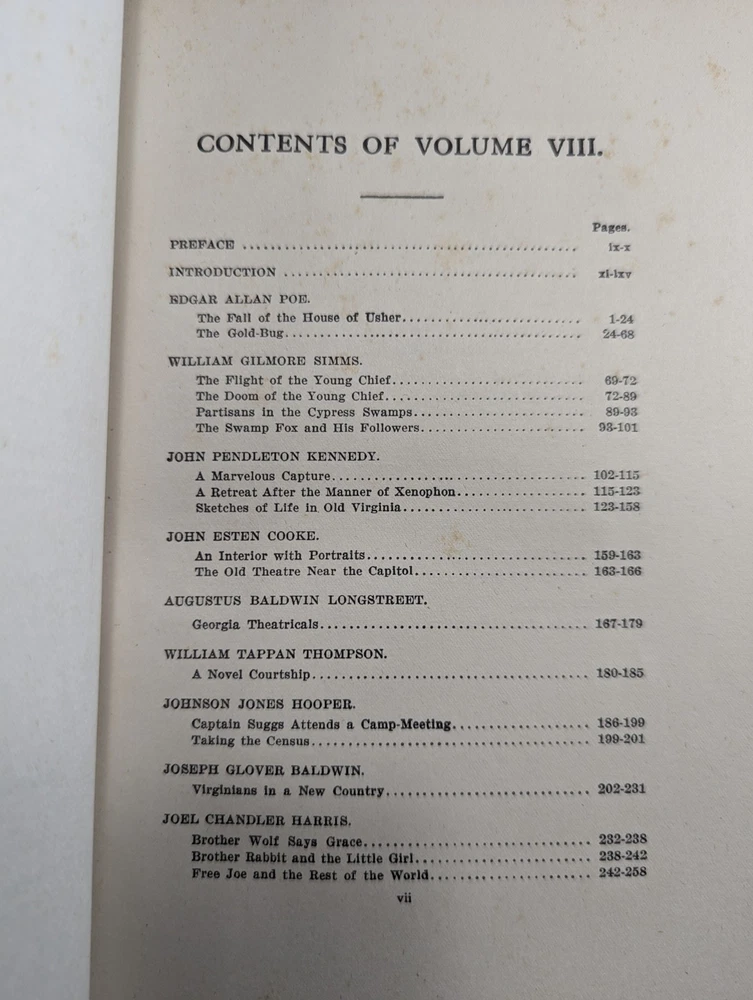 CONTENTS OF VOLUME VIII.
Pages.
PREFACE ........................................ ix-x
INTRODUCTION ........................................ xi-lxv
EDGAR ALLAN POE.
The Fall of the House of Usher........................... 1-24
The Gold-Bug........................................ 24-68
WILLIAM GILMORE SIMMS.
The Flight of the Young Chief............................ 69-72
The Doom of the Young Chief............................. 72-89
Partisans in the Cypress Swamps......................... 89-93
The Swamp Fox and His Followers........................ 93-101
JOHN PENDLETON KENNEDY.
A Marvelous Capture.................................. 102-115
A Retreat After the Manner of Xenophon................... 115-123
Sketches of Life in Old Virginia.......................... 123-158
JOHN ESTEN COOKE.
An Interior with Portraits............................... 159-163
The Old Theatre Near the Capitol........................ 163-166
AUGUSTUS BALDWIN LONGSTREET.
Georgia Theatricals................................... 167-179
WILLIAM TAPPAN THOMPSON.
A Novel Courtship..................................... 180-185
JOHNSON JONES HOOPER.
Captain Suggs Attends a Camp-Meeting................... 186-199
Taking the Census..................................... 199-201
JOSEPH GLOVER BALDWIN.
Virginians in a New Country............................ 202-231
JOEL CHANDLER HARRIS.
Brother Wolf Says Grace................................ 232-238
Brother Rabbit and the Little Girl......................... 238-242
Free Joe and the Rest of the World....................... 242-258
vii